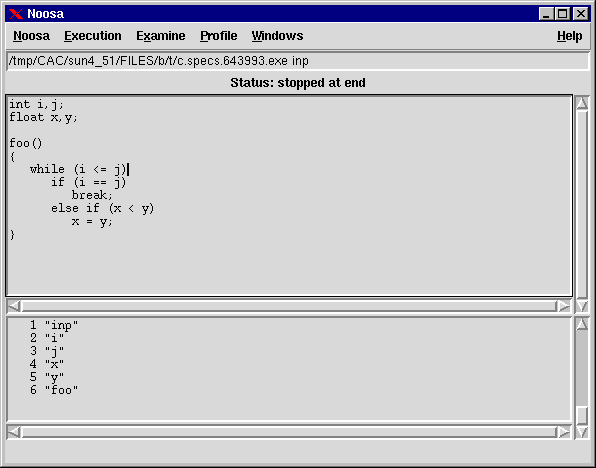 Noosa
Noosa Execution Examine Profile Windows Help
/tmp/CAC/sun4_51/FILES/b/t/c.specs.643993.exe inp
Status: stopped at end
int i,j;
float x,y;
foo()
{
   while (i <= j)
      if (i == j)
         break;
      else if (x < y)
         x = y;
}
1 "inp"
2 "i"
3 "j"
4 "x"
5 "y"
6 "foo"